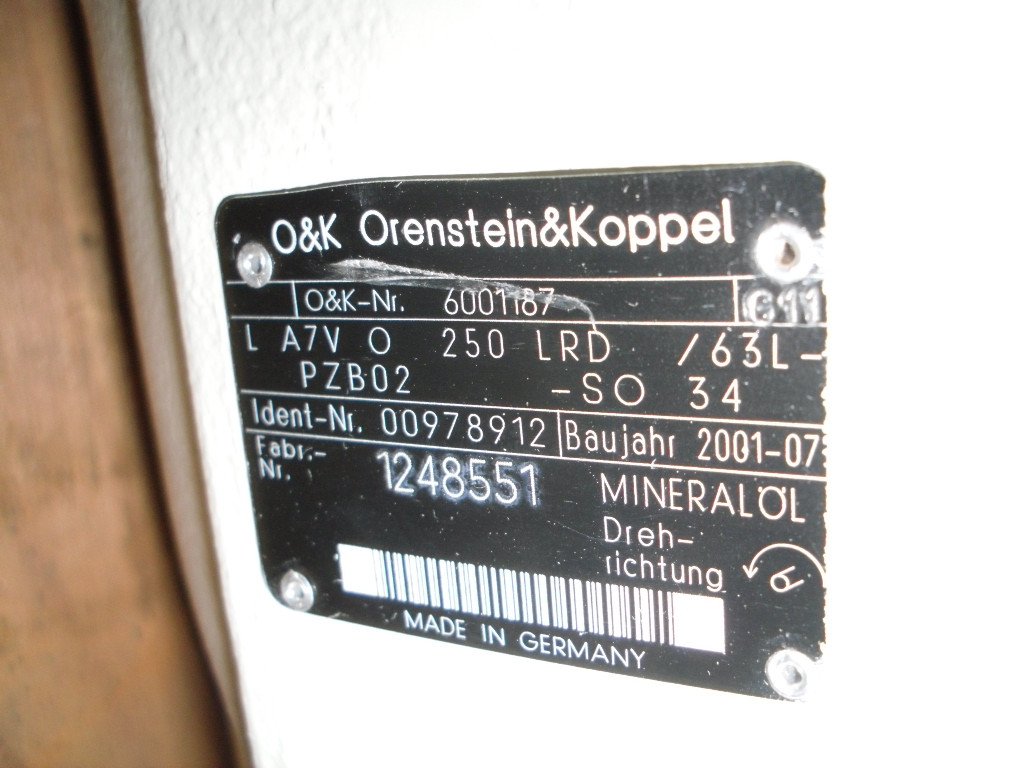 O&K Orenstein&Koppel
O&K-Nr. 6001187 G11
L A7V O 250 LRD /63L-
PZB02 -SO 34
Ident-Nr. 00978912 Baujahr 2001-07
Fabr.-
Nr. 1248551 MINERALÖL
Dreh-
richtung
MADE IN GERMANY